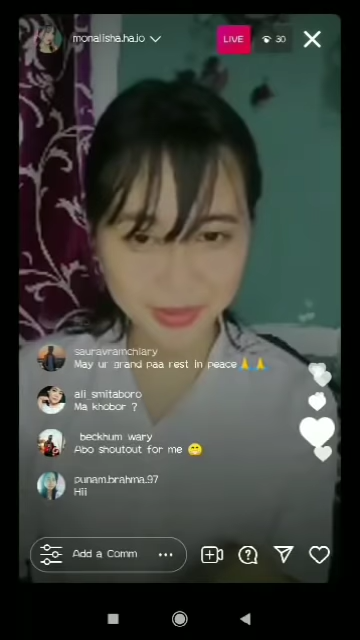 monalisha.hajo
LIVE
30
sauravramchiary
May ur grand paa rest in peace🙏🙏
ali_smitaboro
Ma khobor ?
_beckhum_wary
Abo shoutout for me 🤭
punam.brahma.97
Hii
Add a Comm